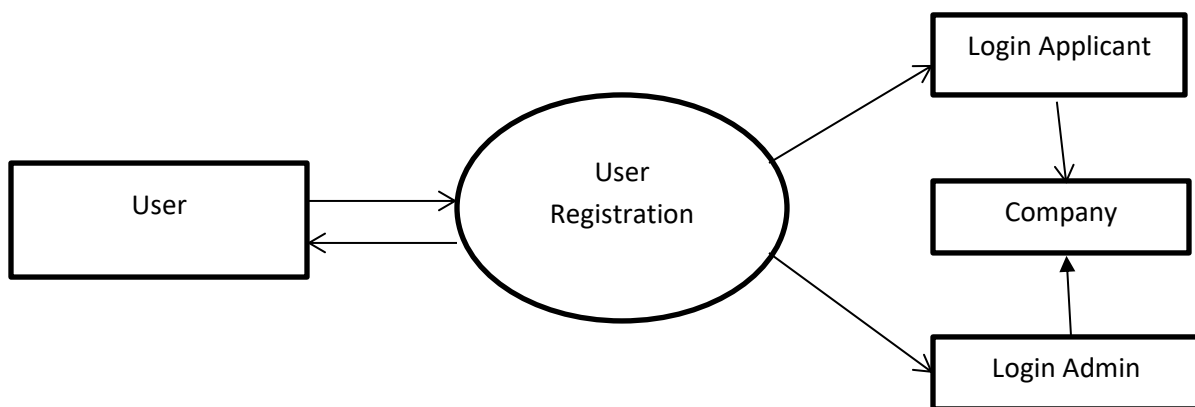 User
User
Registration
Login Applicant
Company
Login Admin